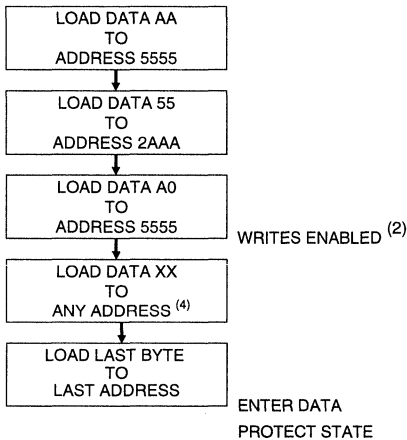 LOAD DATA AA
TO
ADDRESS 5555
LOAD DATA 55
TO
ADDRESS 2AAA
LOAD DATA A0
TO
ADDRESS 5555
WRITES ENABLED (2)
LOAD DATA XX
TO
ANY ADDRESS (4)
LOAD LAST BYTE
TO
LAST ADDRESS
ENTER DATA
PROTECT STATE